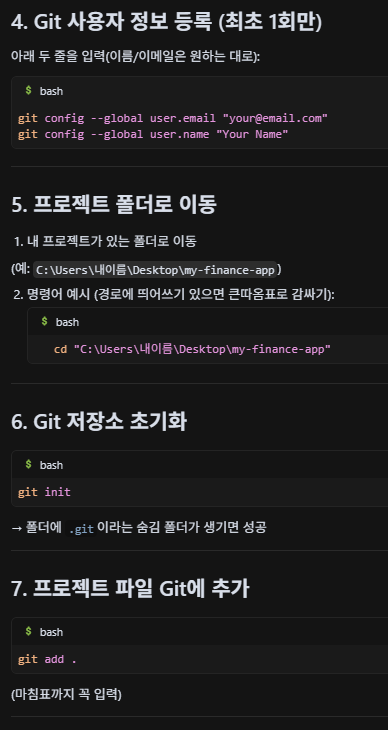 4. Git 사용자 정보 등록 (최초 1회만)
아래 두 줄을 입력(이름/이메일은 원하는 대로):
$ bash
git config --global user.email "your@email.com"
git config --global user.name "Your Name"
5. 프로젝트 폴더로 이동
1. 내 프로젝트가 있는 폴더로 이동
(예: C:\Users\내이름\Desktop\my-finance-app)
2. 명령어 예시 (경로에 띄어쓰기 있으면 큰따옴표로 감싸기):
$ bash
cd "C:\Users\내이름\Desktop\my-finance-app"
6. Git 저장소 초기화
$ bash
git init
→ 폴더에 .git 이라는 숨김 폴더가 생기면 성공
7. 프로젝트 파일 Git에 추가
$ bash
git add .
(마침표까지 꼭 입력)